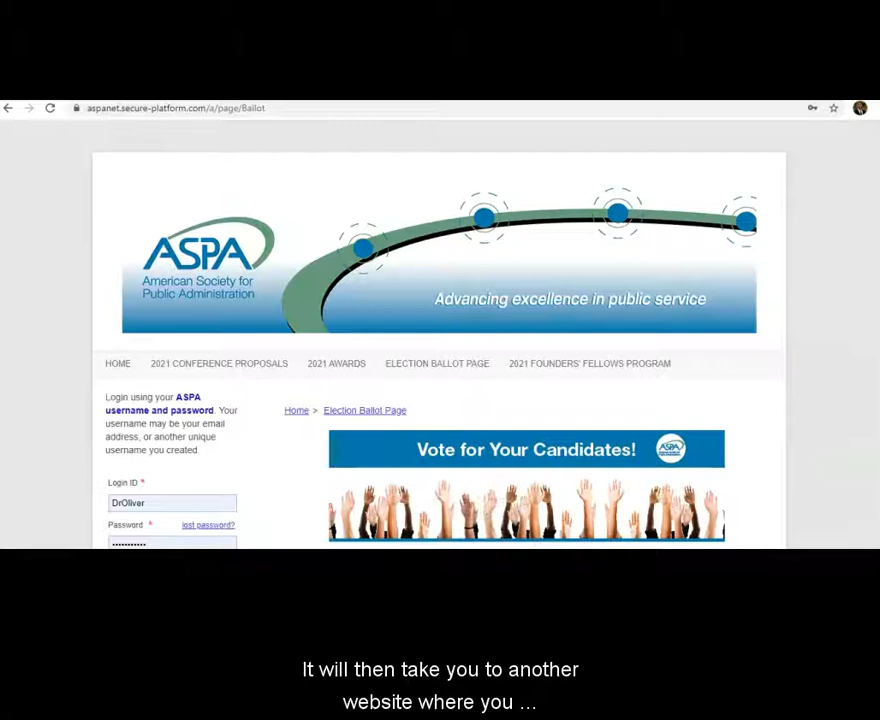 aspanet.secure-platform.com/a/page/Ballot
ASPA
American Society for
Public Administration
Advancing excellence in public service
HOME 2021 CONFERENCE PROPOSALS 2021 AWARDS ELECTION BALLOT PAGE 2021 FOUNDERS' FELLOWS PROGRAM
Login using your ASPA
username and password. Your
username may be your email
address, or another unique
username you created.
Home > Election Ballot Page
Vote for Your Candidates!
Login ID *
DrOliver
Password * lost password?
••••••••••••
It will then take you to another
website where you ...